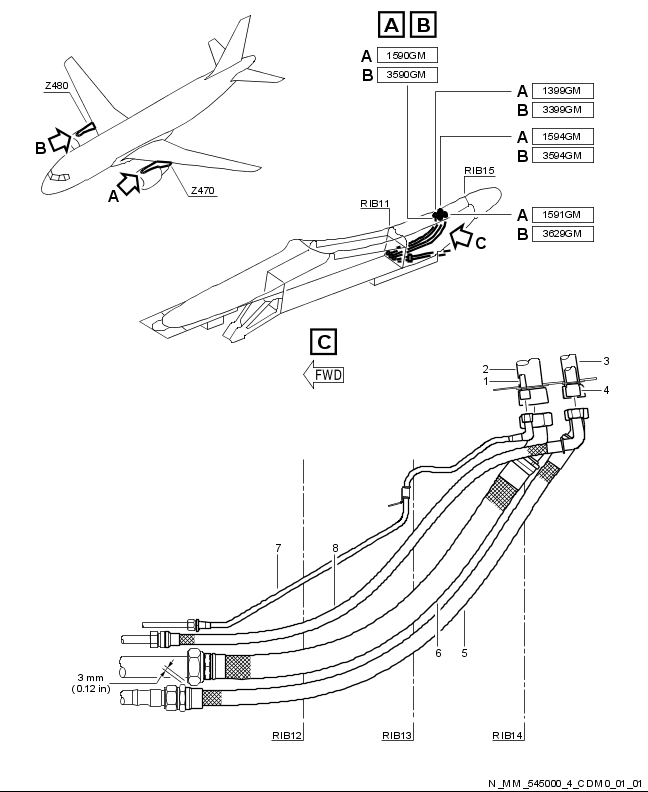 A B
A 1590GM
B 3590GM
Z480
B
A
Z470
A 1399GM
B 3399GM
A 1594GM
B 3594GM
RIB15
RIB11
A 1591GM
B 3629GM
C
C
FWD
2
1
3
4
7
8
6
5
3 mm
(0.12 in)
RIB12
RIB13
RIB14
N_MM_545000_4_CDM0_01_01